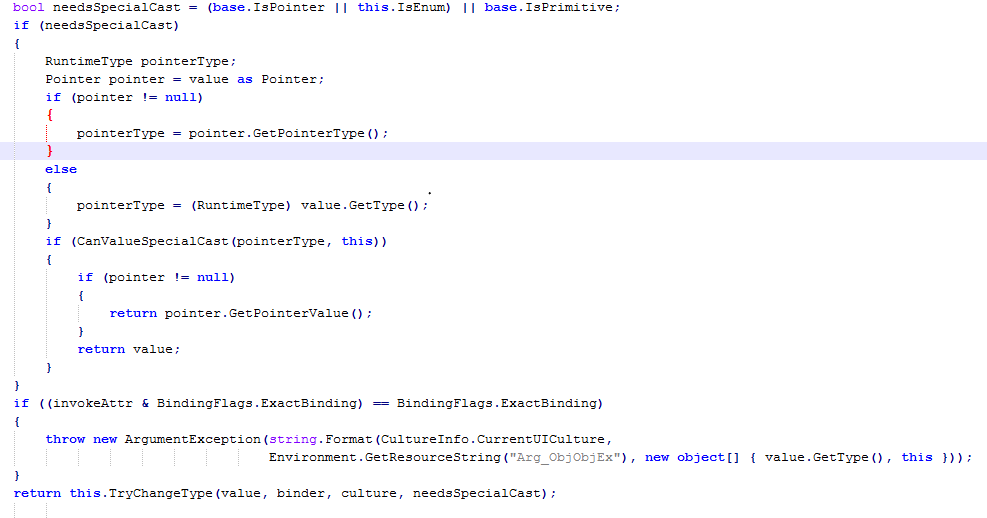 bool needsSpecialCast = (base.IsPointer || this.IsEnum) || base.IsPrimitive;
if (needsSpecialCast)
{
    RuntimeType pointerType;
    Pointer pointer = value as Pointer;
    if (pointer != null)
    {
        pointerType = pointer.GetPointerType();
    }
    else
    {
        pointerType = (RuntimeType) value.GetType();
    }
    if (CanValueSpecialCast(pointerType, this))
    {
        if (pointer != null)
        {
            return pointer.GetPointerValue();
        }
        return value;
    }
}
if ((invokeAttr & BindingFlags.ExactBinding) == BindingFlags.ExactBinding)
{
    throw new ArgumentException(string.Format(CultureInfo.CurrentUICulture,
                                Environment.GetResourceString("Arg_ObjObjEx"), new object[] { value.GetType(), this }));
}
return this.TryChangeType(value, binder, culture, needsSpecialCast);